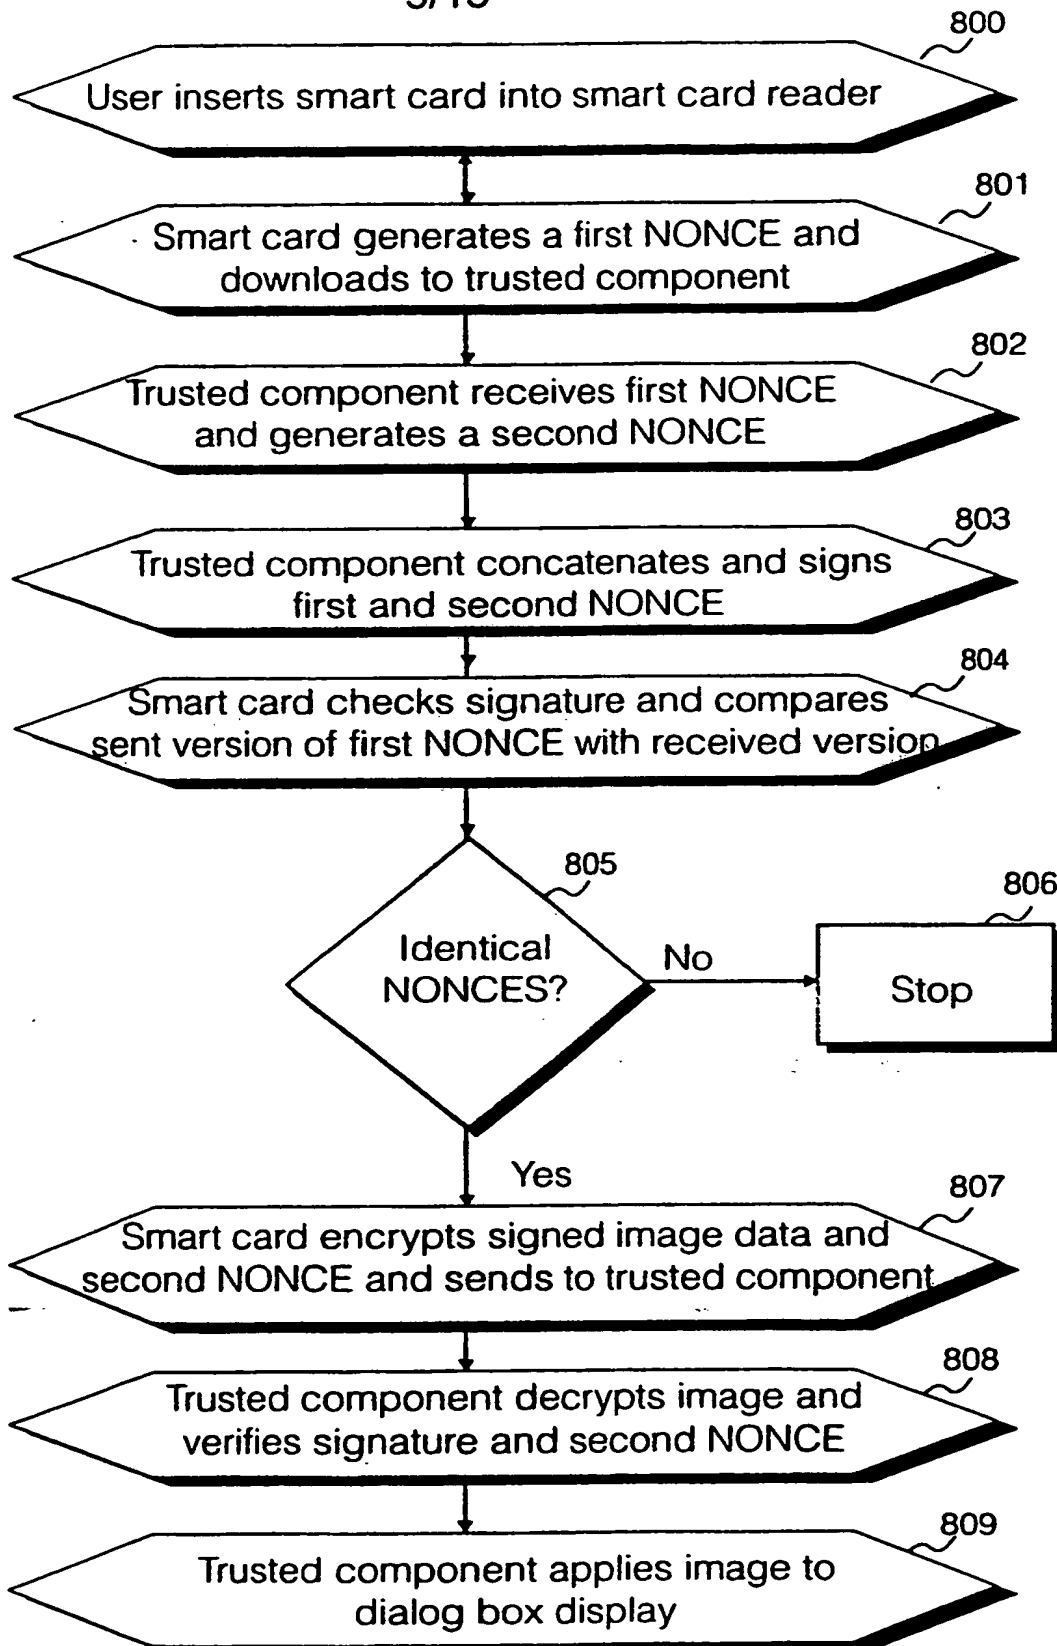 800
User inserts smart card into smart card reader
801
Smart card generates a first NONCE and
downloads to trusted component
802
Trusted component receives first NONCE
and generates a second NONCE
803
Trusted component concatenates and signs
first and second NONCE
804
Smart card checks signature and compares
sent version of first NONCE with received version
805
Identical
NONCES?
No
806
Stop
Yes
807
Smart card encrypts signed image data and
second NONCE and sends to trusted component
808
Trusted component decrypts image and
verifies signature and second NONCE
809
Trusted component applies image to
dialog box display